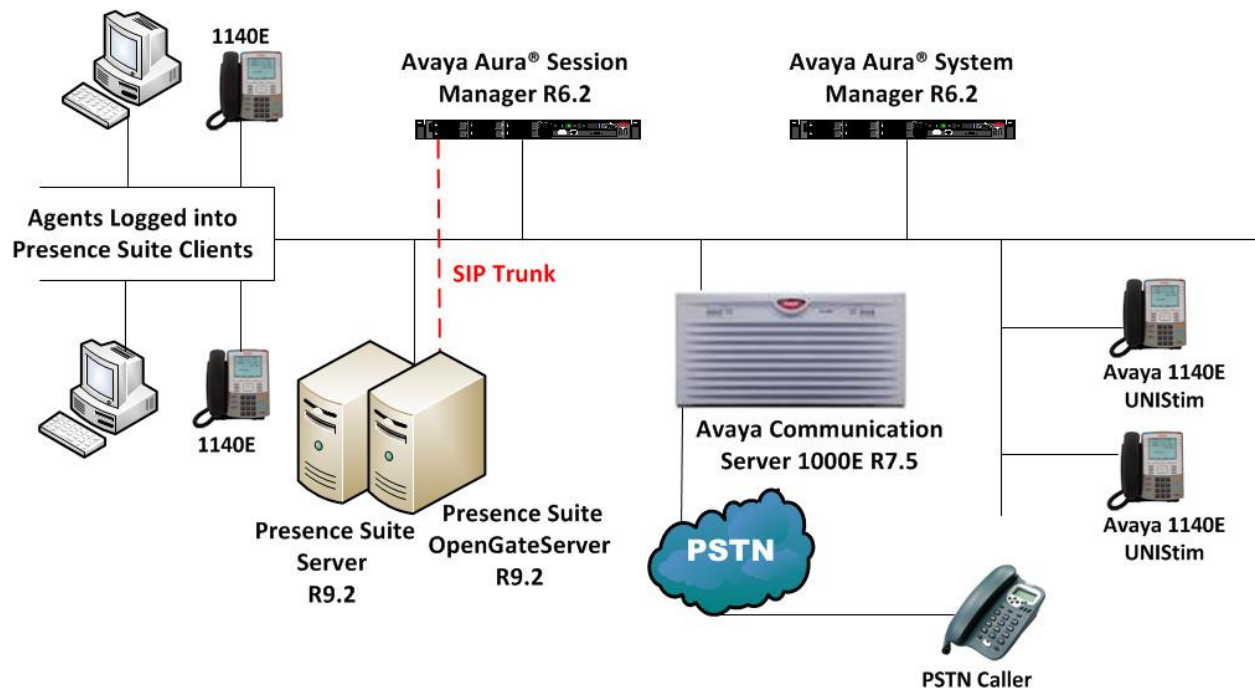 1140E
Avaya Aura® Session
Manager R6.2
Avaya Aura® System
Manager R6.2
Agents Logged into
Presence Suite Clients
SIP Trunk
1140E
Presence Suite
Server
R9.2
Presence Suite
OpenGateServer
R9.2
Avaya Communication
Server 1000E R7.5
PSTN
Avaya 1140E
UNIStim
Avaya 1140E
UNIStim
PSTN Caller